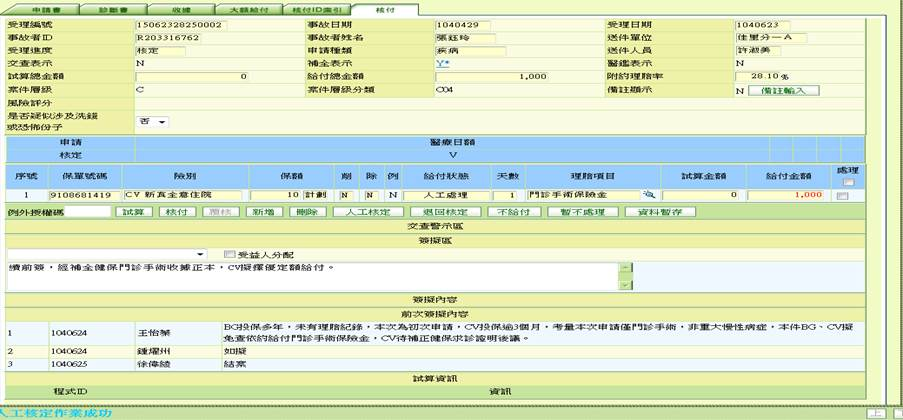 申請書 診斷書 收據 大額給付 核付ID索引 核付
受理編號 15062328250002 事故日期 1040429 受理日期 1040623
事故者ID R203316762 事故者姓名 張鈺玲 送件單位 佳里分一A
受理進度 核定 申請種類 疾病 送件人員 許淑美
交查表示 N 補全表示 Y* 醫鑑表示 N
試算總金額 0 給付總金額 1,000 附約理賠率 28.10 %
案件層級 C 案件層級分類 C04 備註顯示 N 備註輸入
風險評分
是否疑似涉及洗錢或恐怖份子 否
申請 醫療日額
核定 V
序號 保單號碼 險別 保額 削 除 例 給付狀態 天數 理賠項目 試算金額 給付金額 處理
1 9108681419 CV 新真全意住院 10 計劃 N N N 人工處理 1 門診手術保險金 0 1,000
例外授權碼 試算 核付 覆核 新增 刪除 人工核定 退回核定 不給付 暫不處理 資料暫存
交查警示區
簽擬區
受益人分配
續前簽，經補全健保門診手術收據正本，CV擬擇優定額給付。
簽擬內容
前次簽擬內容
1 1040624 王怡 BG投保多年，未有理賠紀錄，本次為初次申請，CV投保逾3個月，考量本次申請僅門診手術，非重大慢性病症，本件BG、CV擬
免查依約給付門診手術保險金，CV待補正健保求診證明後議。
2 1040624 鍾燿州 如擬
3 1040625 徐偉綾 結案
試算資訊
程式ID 資訊
人工核定作業成功 上